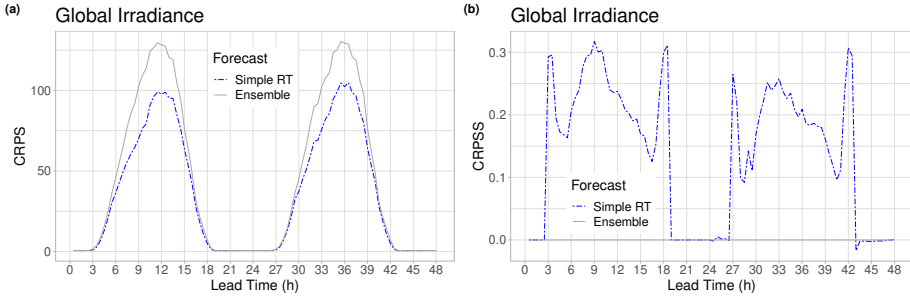 (a)
Global Irradiance
CRPS
100
50
0
Forecast
Simple RT
Ensemble
0 3 6 9 12 15 18 21 24 27 30 33 36 39 42 45 48
Lead Time (h)
(b)
Global Irradiance
CRPSS
0.3
0.2
0.1
0.0
Forecast
Simple RT
Ensemble
0 3 6 9 12 15 18 21 24 27 30 33 36 39 42 45 48
Lead Time (h)